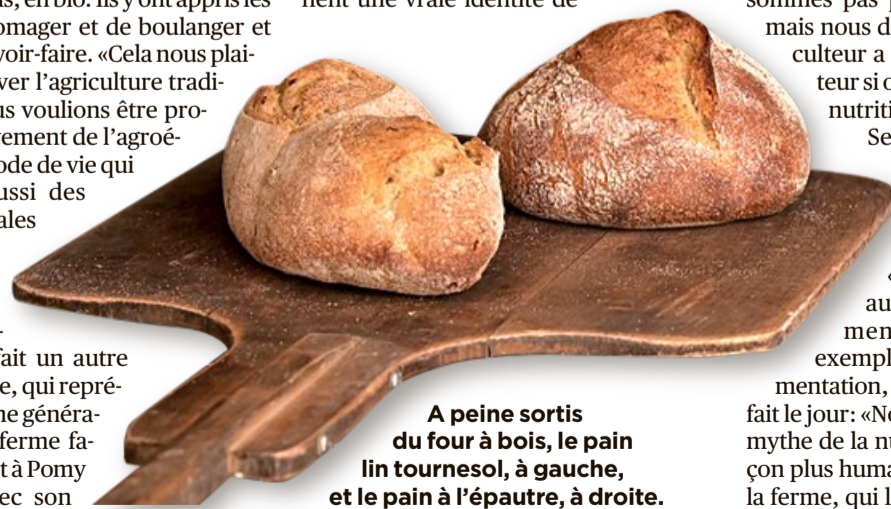 s, en bio. Ils y ont appris les
omager et de boulanger et
voir-faire. «Cela nous plai-
ver l'agriculture tradi-
us voulions être pro-
vement de l'agroé-
ode de vie qui
ussi des
ales
-
fait un autre
e, qui repré-
ne généra-
ferme fa-
t à Pomy
ec son
nent une vraie identité de
A peine sortis
du four à bois, le pain
lin tournesol, à gauche,
et le pain à l'épautre, à droite.
sommes pas p
mais nous d
culteur a
teur si c
nutriti
Se
«
au
men
exempl
mentation,
fait le jour: «No
mythe de la nu
çon plus huma
la ferme, qui l